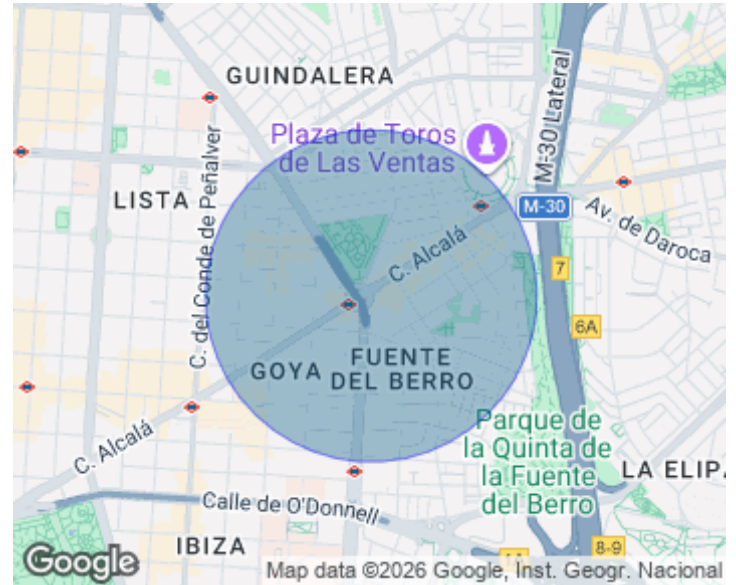 GUINDALERA
Plaza de Toros
de Las Ventas
M-30 Lateral
C. del Conde de Peñalver
LISTA
M-30
Av. de Daroca
C. Alcalá
7
6A
GOYA
FUENTE
DEL BERRO
C. Alcalá
Parque de
la Quinta de
la Fuente
del Berro
LA ELIP
Calle de O'Donnell
IBIZA
8-9
Google
Map data ©2026 Google, Inst. Geogr. Nacional